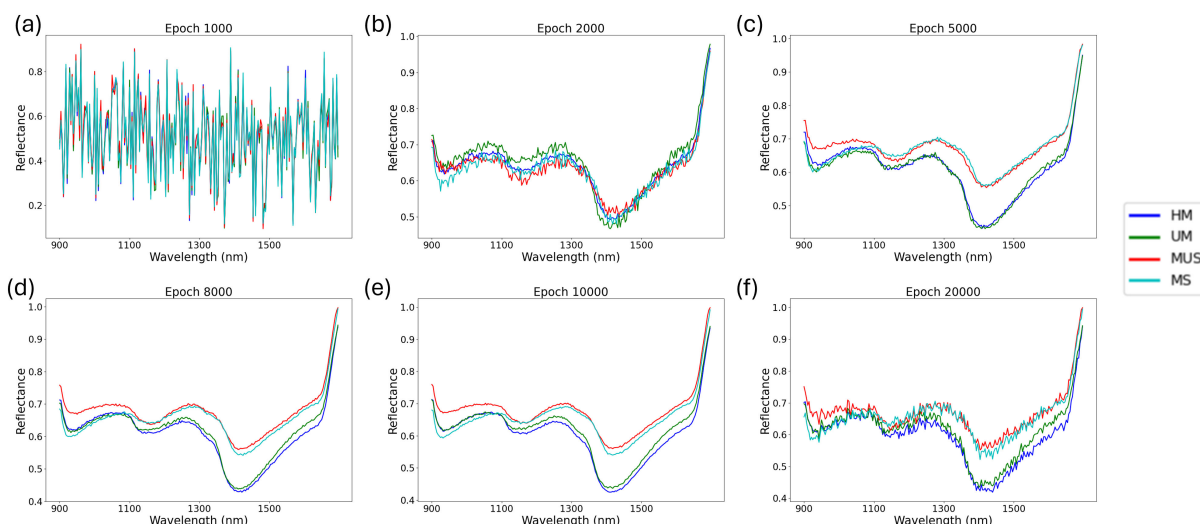 (a)
Epoch 1000
Reflectance
0.8
0.6
0.4
0.2
900 1100 1300 1500
Wavelength (nm)
(b)
Epoch 2000
Reflectance
1.0
0.9
0.8
0.7
0.6
0.5
900 1100 1300 1500
Wavelength (nm)
(c)
Epoch 5000
Reflectance
1.0
0.9
0.8
0.7
0.6
0.5
900 1100 1300 1500
Wavelength (nm)
HM
UM
MUS
MS
(d)
Epoch 8000
Reflectance
1.0
0.9
0.8
0.7
0.6
0.5
0.4
900 1100 1300 1500
Wavelength (nm)
(e)
Epoch 10000
Reflectance
1.0
0.9
0.8
0.7
0.6
0.5
0.4
900 1100 1300 1500
Wavelength (nm)
(f)
Epoch 20000
Reflectance
1.0
0.9
0.8
0.7
0.6
0.5
0.4
900 1100 1300 1500
Wavelength (nm)